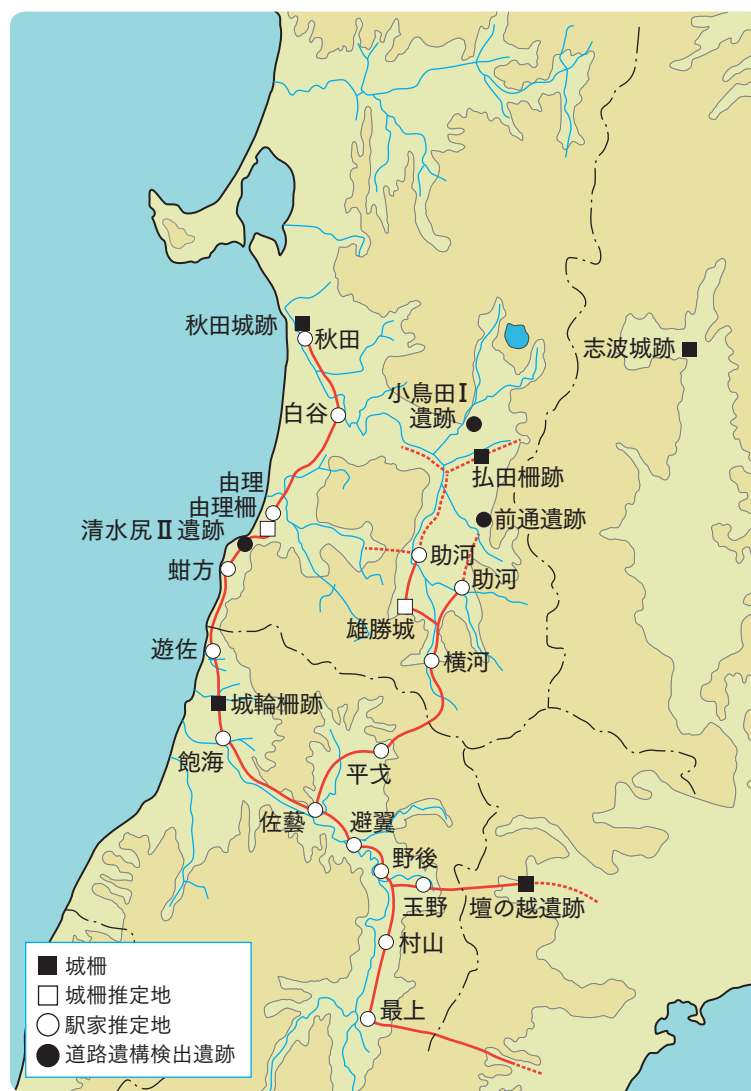 秋田城跡
秋田
志波城跡
小鳥田Ⅰ
遺跡
白谷
払田柵跡
由理
由理柵
清水尻Ⅱ遺跡
前通遺跡
助河
蚶方
助河
雄勝城
遊佐
横河
城輪柵跡
飽海
平戈
佐藝
避翼
野後
玉野
壇の越遺跡
村山
最上
城柵
城柵推定地
駅家推定地
道路遺構検出遺跡